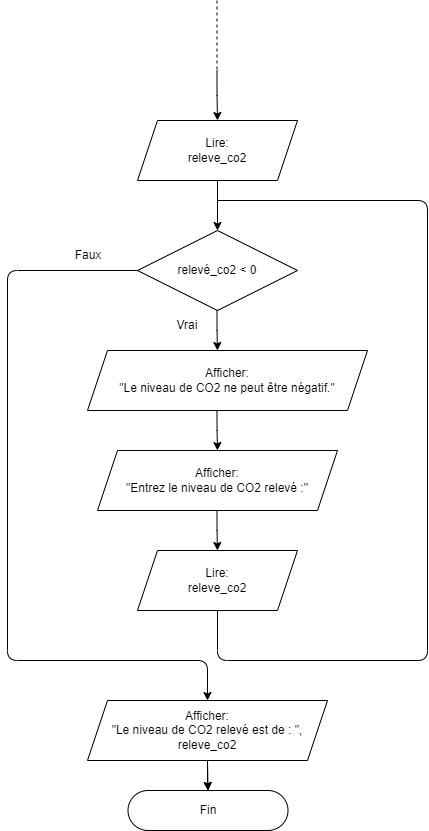 Lire:
releve_co2
relevé_co2 < 0
Faux
Vrai
Afficher:
"Le niveau de CO2 ne peut être négatif."
Afficher:
"Entrez le niveau de CO2 relevé :"
Lire:
releve_co2
Afficher:
"Le niveau de CO2 relevé est de : ",
releve_co2
Fin